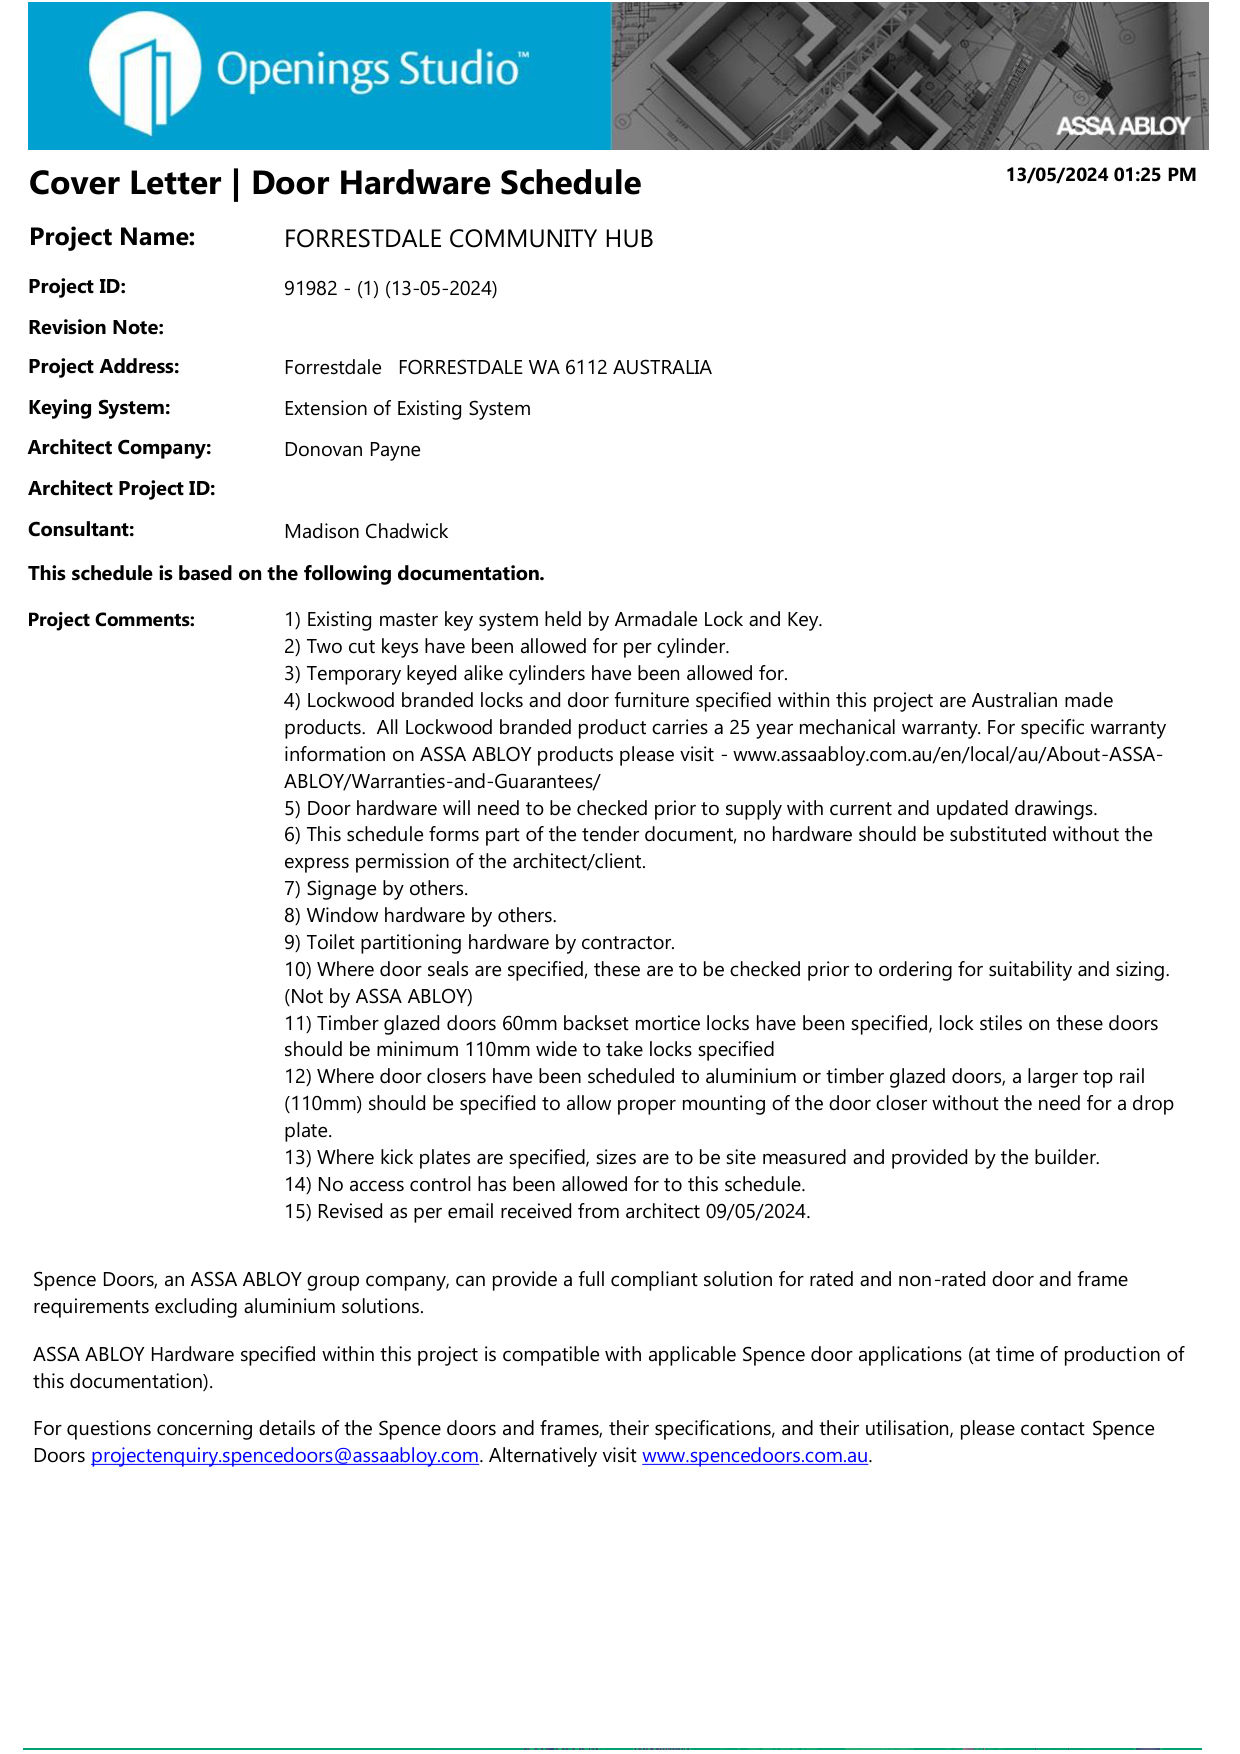 Openings Studio™
ASSA ABLOY
Cover Letter | Door Hardware Schedule
13/05/2024 01:25 PM
Project Name: FORRESTDALE COMMUNITY HUB
Project ID: 91982 - (1) (13-05-2024)
Revision Note:
Project Address: Forrestdale FORRESTDALE WA 6112 AUSTRALIA
Keying System: Extension of Existing System
Architect Company: Donovan Payne
Architect Project ID:
Consultant: Madison Chadwick
This schedule is based on the following documentation.
Project Comments: 1) Existing master key system held by Armadale Lock and Key.
2) Two cut keys have been allowed for per cylinder.
3) Temporary keyed alike cylinders have been allowed for.
4) Lockwood branded locks and door furniture specified within this project are Australian made
products.  All Lockwood branded product carries a 25 year mechanical warranty. For specific warranty
information on ASSA ABLOY products please visit - www.assaabloy.com.au/en/local/au/About-ASSA-
ABLOY/Warranties-and-Guarantees/
5) Door hardware will need to be checked prior to supply with current and updated drawings.
6) This schedule forms part of the tender document, no hardware should be substituted without the
express permission of the architect/client.
7) Signage by others.
8) Window hardware by others.
9) Toilet partitioning hardware by contractor.
10) Where door seals are specified, these are to be checked prior to ordering for suitability and sizing.
(Not by ASSA ABLOY)
11) Timber glazed doors 60mm backset mortice locks have been specified, lock stiles on these doors
should be minimum 110mm wide to take locks specified
12) Where door closers have been scheduled to aluminium or timber glazed doors, a larger top rail
(110mm) should be specified to allow proper mounting of the door closer without the need for a drop
plate.
13) Where kick plates are specified, sizes are to be site measured and provided by the builder.
14) No access control has been allowed for to this schedule.
15) Revised as per email received from architect 09/05/2024.
Spence Doors, an ASSA ABLOY group company, can provide a full compliant solution for rated and non-rated door and frame
requirements excluding aluminium solutions.
ASSA ABLOY Hardware specified within this project is compatible with applicable Spence door applications (at time of production of
this documentation).
For questions concerning details of the Spence doors and frames, their specifications, and their utilisation, please contact Spence
Doors projectenquiry.spencedoors@assaabloy.com. Alternatively visit www.spencedoors.com.au.